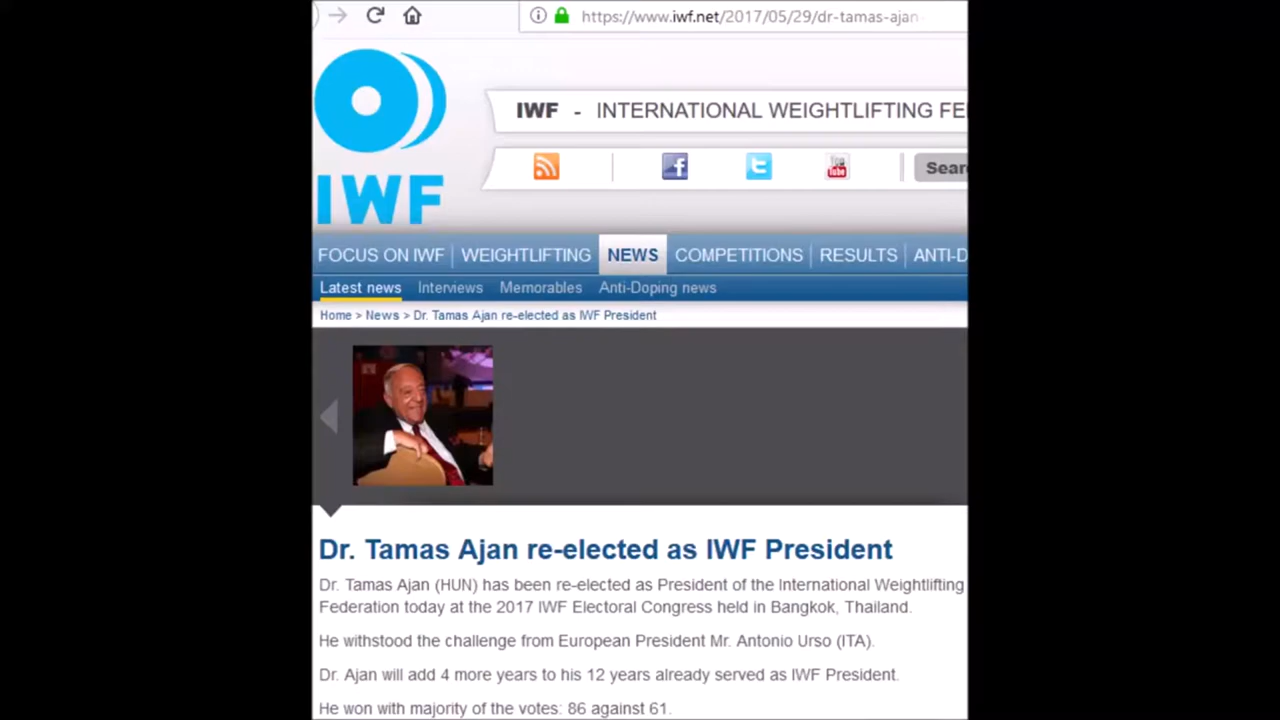 https://www.iwf.net/2017/05/29/dr-tamas-ajan-
IWF - INTERNATIONAL WEIGHTLIFTING FE
IWF
You Tube
Sear
FOCUS ON IWF WEIGHTLIFTING NEWS COMPETITIONS RESULTS ANTI-D
Latest news Interviews Memorables Anti-Doping news
Home > News > Dr. Tamas Ajan re-elected as IWF President
Dr. Tamas Ajan re-elected as IWF President
Dr. Tamas Ajan (HUN) has been re-elected as President of the International Weightlifting
Federation today at the 2017 IWF Electoral Congress held in Bangkok, Thailand.
He withstood the challenge from European President Mr. Antonio Urso (ITA).
Dr. Ajan will add 4 more years to his 12 years already served as IWF President.
He won with majority of the votes: 86 against 61.